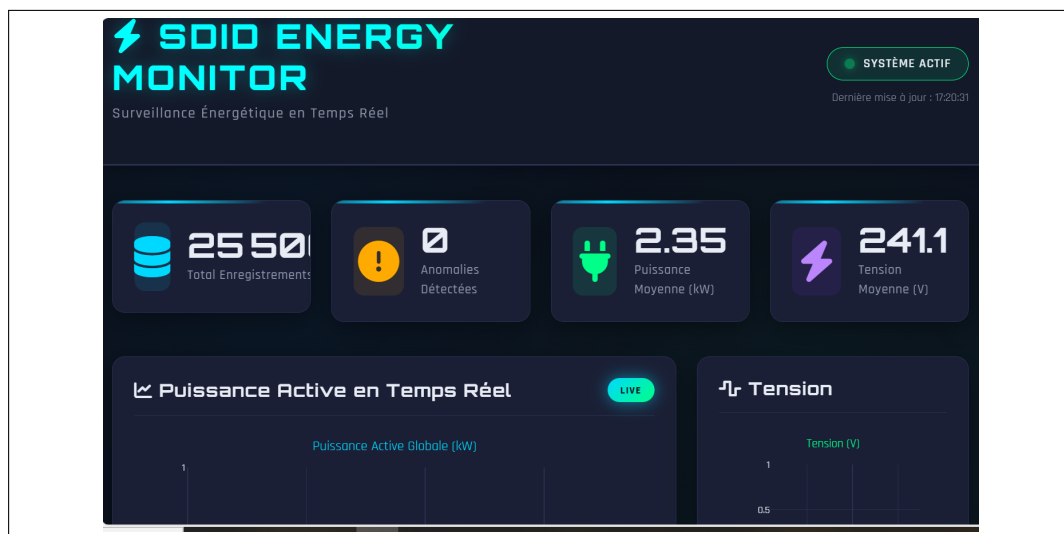 SDID ENERGY
MONITOR
Surveillance Énergétique en Temps Réel
SYSTÈME ACTIF
Dernière mise à jour : 17:20:31
Total Enregistrements
0
Anomalies
Détectées
2.35
Puissance
Moyenne (kW)
241.1
Tension
Moyenne (V)
Puissance Active en Temps Réel
LIVE
Puissance Active Globale (kW)
1
Tension
Tension (V)
1
0.5